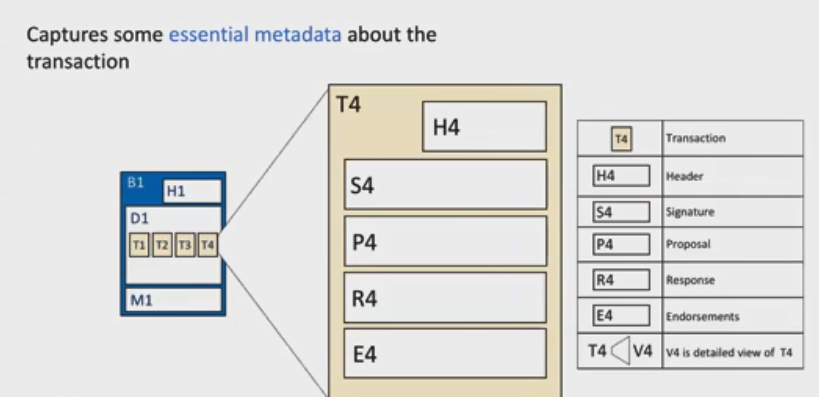 Captures some essential metadata about the
transaction
T4
H4
S4
P4
R4
E4
B1
H1
D1
T1 T2 T3 T4
M1
T4 Transaction
H4 Header
S4 Signature
P4 Proposal
R4 Response
E4 Endorsements
T4 V4 V4 is detailed view of T4